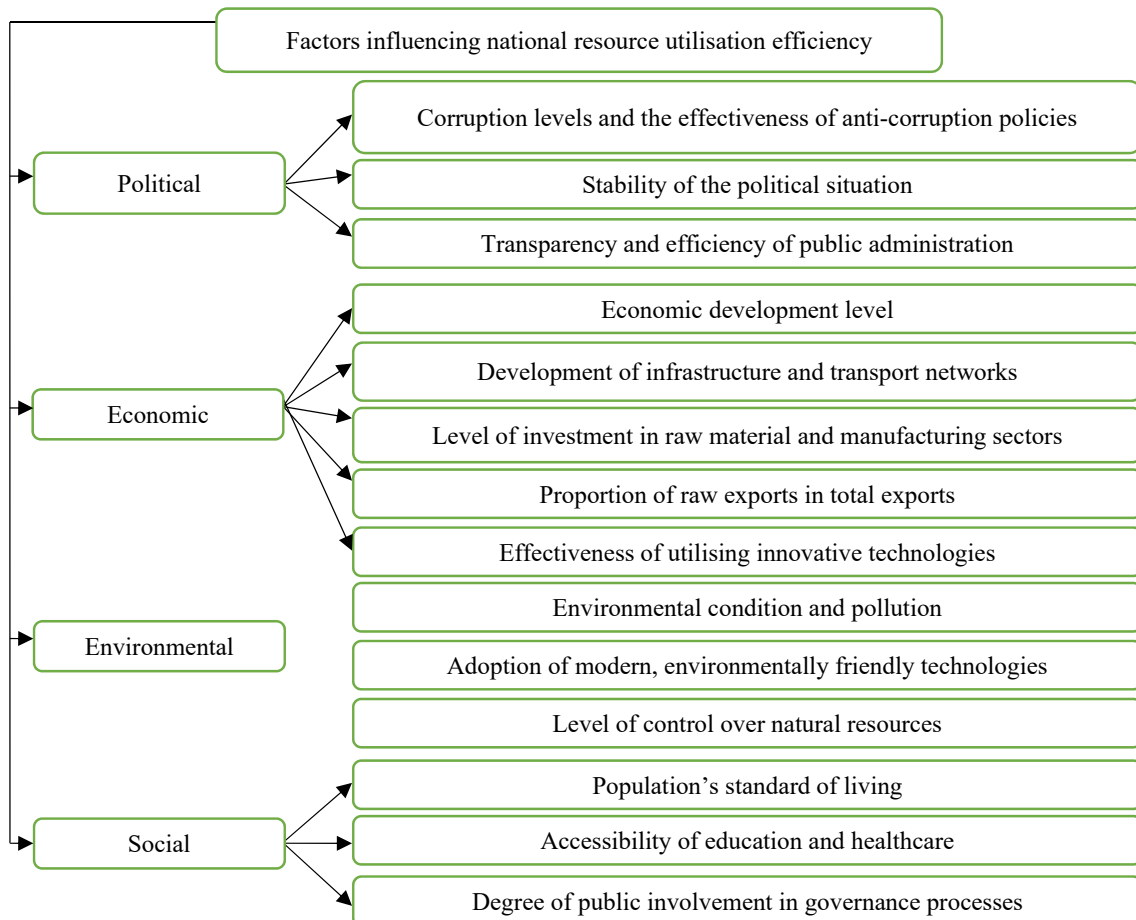 Factors influencing national resource utilisation efficiency
Political
Corruption levels and the effectiveness of anti-corruption policies
Stability of the political situation
Transparency and efficiency of public administration
Economic
Economic development level
Development of infrastructure and transport networks
Level of investment in raw material and manufacturing sectors
Proportion of raw exports in total exports
Effectiveness of utilising innovative technologies
Environmental
Environmental condition and pollution
Adoption of modern, environmentally friendly technologies
Level of control over natural resources
Social
Population’s standard of living
Accessibility of education and healthcare
Degree of public involvement in governance processes